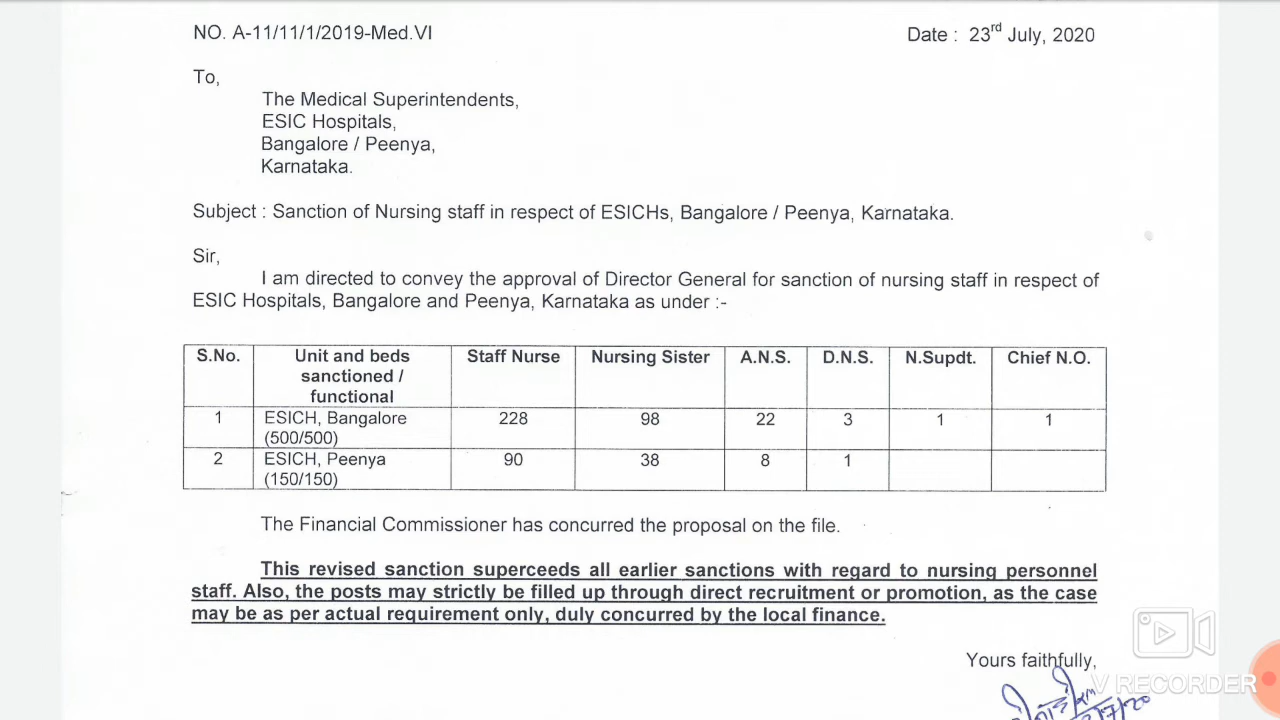 NO. A-11/11/1/2019-Med.VI
Date : 23rd July, 2020
To,
The Medical Superintendents,
ESIC Hospitals,
Bangalore / Peenya,
Karnataka.
Subject : Sanction of Nursing staff in respect of ESICHs, Bangalore / Peenya, Karnataka.
Sir,
I am directed to convey the approval of Director General for sanction of nursing staff in respect of
ESIC Hospitals, Bangalore and Peenya, Karnataka as under :-
S.No. Unit and beds sanctioned / functional Staff Nurse Nursing Sister A.N.S. D.N.S. N.Supdt. Chief N.O.
1 ESICH, Bangalore (500/500) 228 98 22 3 1 1
2 ESICH, Peenya (150/150) 90 38 8 1
The Financial Commissioner has concurred the proposal on the file.
This revised sanction superceeds all earlier sanctions with regard to nursing personnel
staff. Also, the posts may strictly be filled up through direct recruitment or promotion, as the case
may be as per actual requirement only, duly concurred by the local finance.
Yours faithfully,
V RECORDER